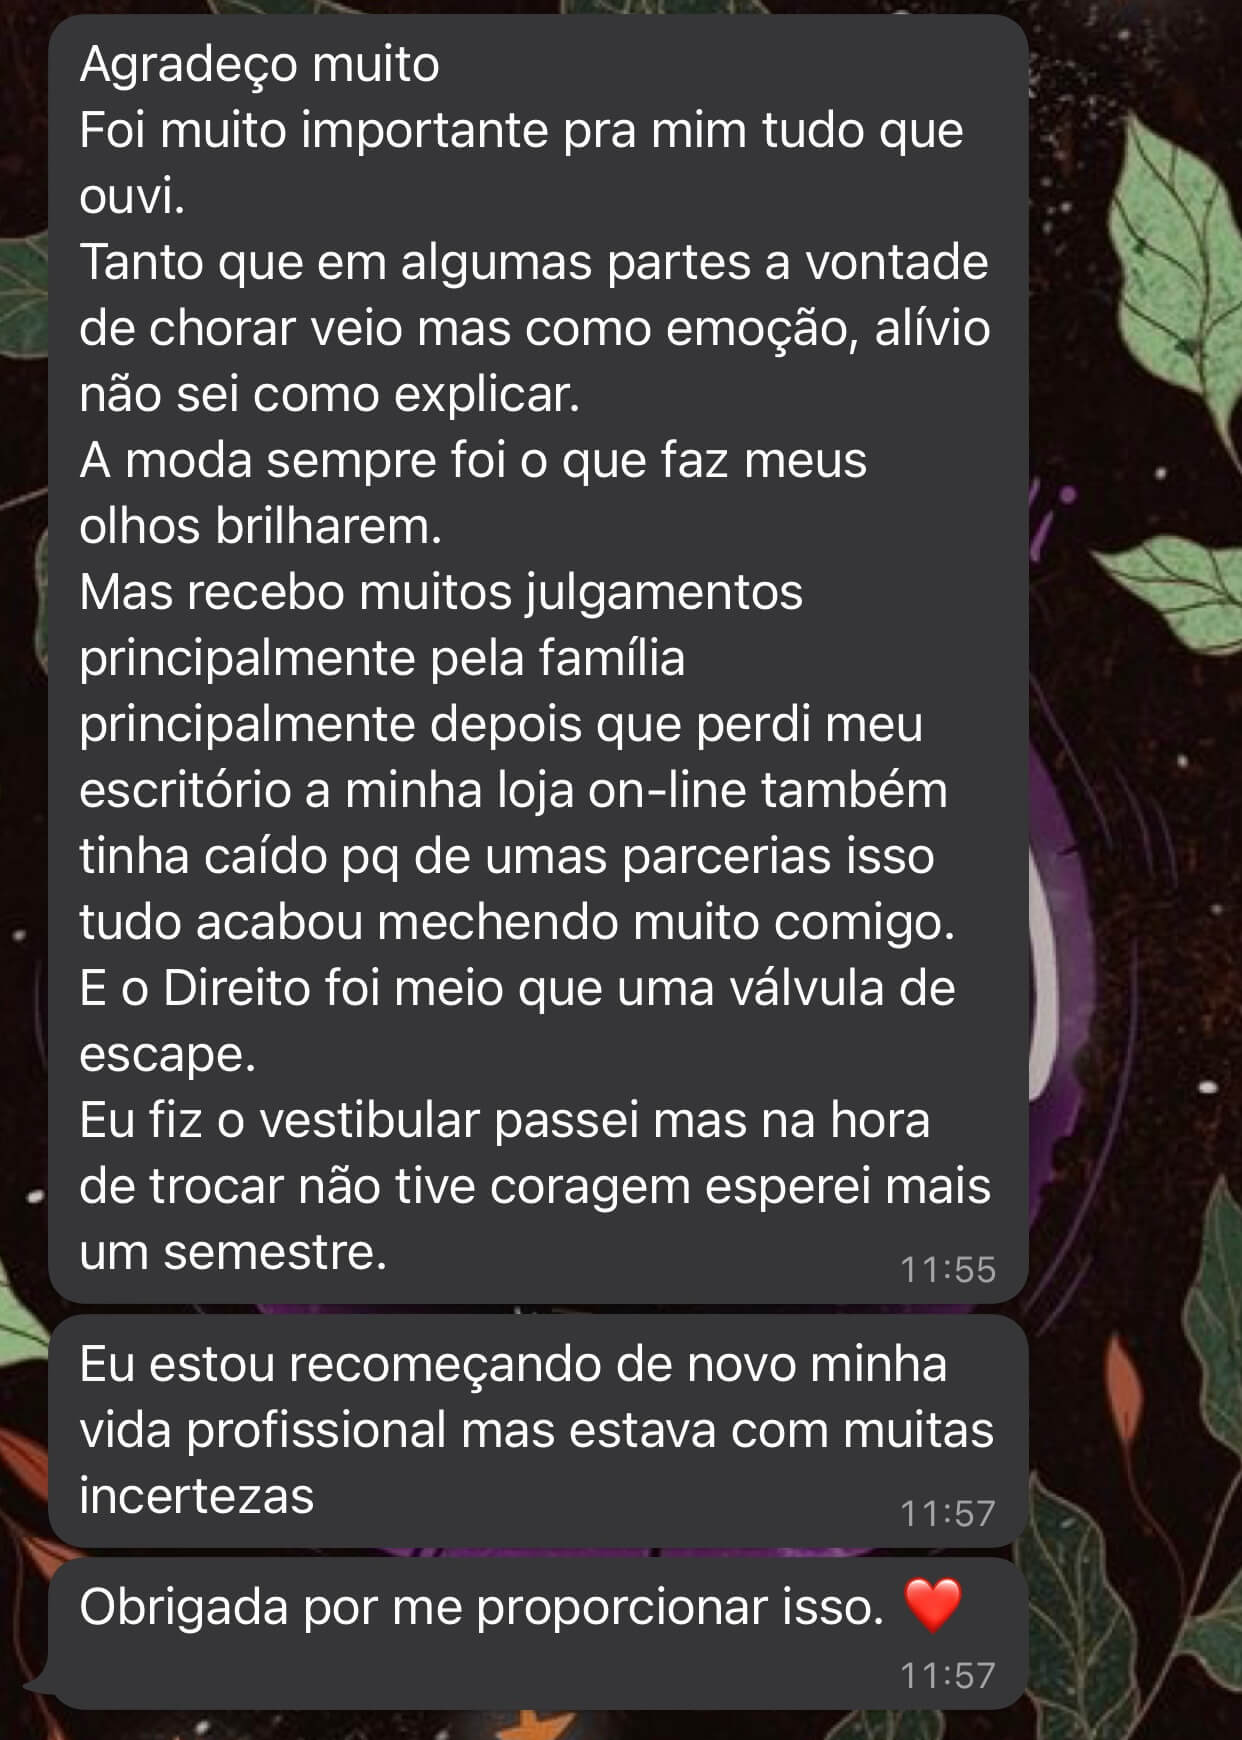 Agradeço muito
Foi muito importante pra mim tudo que
ouvi.
Tanto que em algumas partes a vontade
de chorar veio mas como emoção, alívio
não sei como explicar.
A moda sempre foi o que faz meus
olhos brilharem.
Mas recebo muitos julgamentos
principalmente pela família
principalmente depois que perdi meu
escritório a minha loja on-line também
tinha caído pq de umas parcerias isso
tudo acabou mechendo muito comigo.
E o Direito foi meio que uma válvula de
escape.
Eu fiz o vestibular passei mas na hora
de trocar não tive coragem esperei mais
um semestre.
11:55
Eu estou recomeçando de novo minha
vida profissional mas estava com muitas
incertezas
11:57
Obrigada por me proporcionar isso. ❤️
11:57